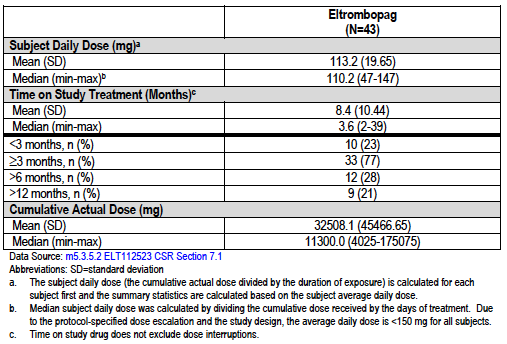 Eltrombopag
(N=43)
Subject Daily Dose (mg)a
Mean (SD) 113.2 (19.65)
Median (min-max)b 110.2 (47-147)
Time on Study Treatment (Months)c
Mean (SD) 8.4 (10.44)
Median (min-max) 3.6 (2-39)
<3 months, n (%) 10 (23)
≥3 months, n (%) 33 (77)
>6 months, n (%) 12 (28)
>12 months, n (%) 9 (21)
Cumulative Actual Dose (mg)
Mean (SD) 32508.1 (45466.65)
Median (min-max) 11300.0 (4025-175075)
Data Source: m5.3.5.2 ELT112523 CSR Section 7.1
Abbreviations: SD=standard deviation
a. The subject daily dose (the cumulative actual dose divided by the duration of exposure) is calculated for each
subject first and the summary statistics are calculated based on the subject average daily dose.
b. Median subject daily dose was calculated by dividing the cumulative dose received by the days of treatment. Due
to the protocol-specified dose escalation and the study design, the average daily dose is <150 mg for all subjects.
c. Time on study drug does not exclude dose interruptions.